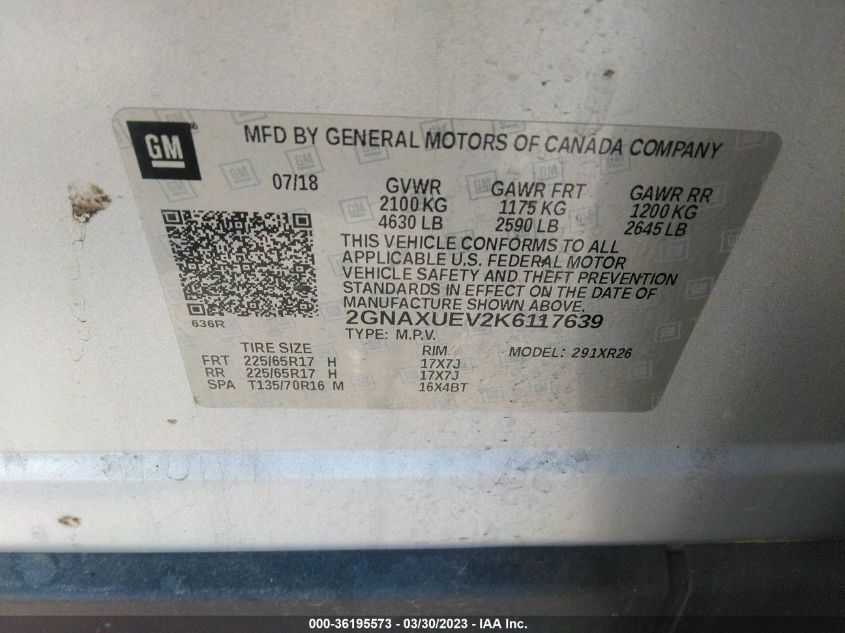 GM
MFD BY GENERAL MOTORS OF CANADA COMPANY
07/18 GVWR GAWR FRT GAWR RR
2100 KG 1175 KG 1200 KG
4630 LB 2590 LB 2645 LB
THIS VEHICLE CONFORMS TO ALL
APPLICABLE U.S. FEDERAL MOTOR
VEHICLE SAFETY AND THEFT PREVENTION
STANDARDS IN EFFECT ON THE DATE OF
MANUFACTURE SHOWN ABOVE.
636R 2GNAXUEV2K6117639
TYPE: M.P.V.
TIRE SIZE RIM MODEL: 291XR26
FRT 225/65R17 H 17X7J
RR 225/65R17 H 17X7J
SPA T135/70R16 M 16X4BT
000-36195573 - 03/30/2023 - IAA Inc.